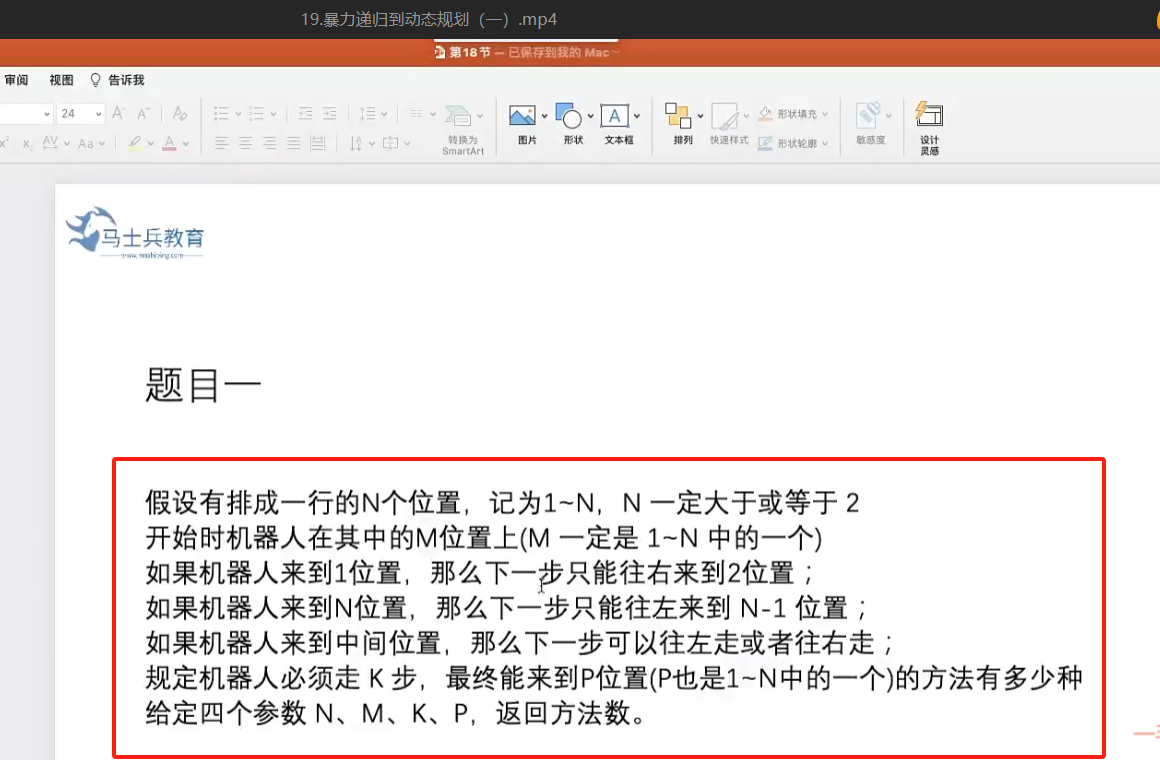 19.暴力递归到动态规划（一）.mp4
第18节 — 已保存到我的 Mac
审阅 视图 告诉我
24
Aa
转换为
SmartArt
图片 形状 文本框 排列 快速样式 形状填充 形状轮廓 敏感度 设计
灵感
马士兵教育
www.mashibing.com
题目一
假设有排成一行的N个位置，记为1~N，N 一定大于或等于 2
开始时机器人在其中的M位置上(M 一定是 1~N 中的一个)
如果机器人来到1位置，那么下一步只能往右来到2位置；
如果机器人来到N位置，那么下一步只能往左来到 N-1 位置；
如果机器人来到中间位置，那么下一步可以往左走或者往右走；
规定机器人必须走 K 步，最终能来到P位置(P也是1~N中的一个)的方法有多少种
给定四个参数 N、M、K、P，返回方法数。